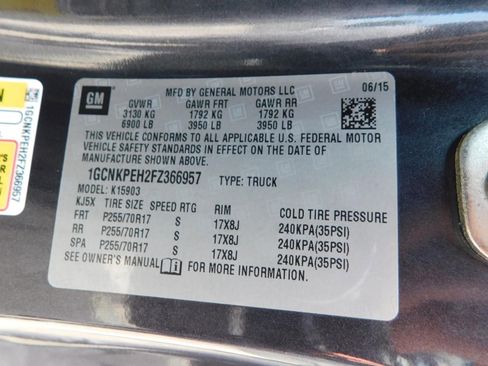 GM
MFD BY GENERAL MOTORS LLC
06/15
GVWR GAWR FRT GAWR RR
3130 KG 1792 KG 1792 KG
6900 LB 3950 LB 3950 LB
THIS VEHICLE CONFORMS TO ALL APPLICABLE U.S. FEDERAL MOTOR
VEHICLE SAFETY STANDARDS IN EFFECT ON THE DATE OF
MANUFACTURE SHOWN ABOVE.
1GCNKPEH2FZ366957 TYPE: TRUCK
MODEL: K15903
KJ5X TIRE SIZE SPEED RTG RIM COLD TIRE PRESSURE
FRT P255/70R17 S 17X8J 240KPA(35PSI)
RR P255/70R17 S 17X8J 240KPA(35PSI)
SPA P255/70R17 S 17X8J 240KPA(35PSI)
SEE OWNER'S MANUAL FOR MORE INFORMATION.
1GCNKPEH2FZ366957